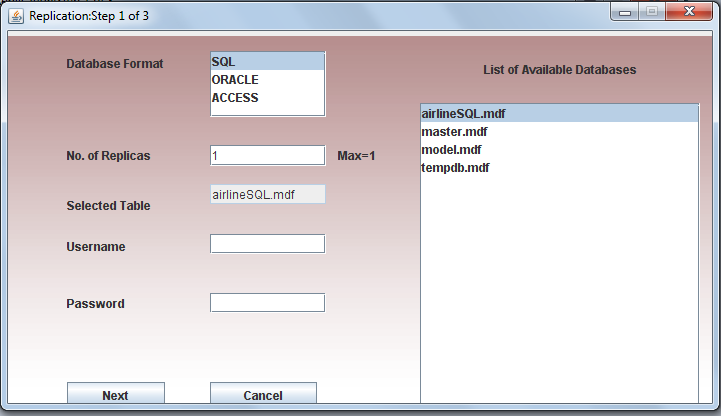 Replication:Step 1 of 3
Database Format
SQL
ORACLE
ACCESS
No. of Replicas
1
Max=1
Selected Table
airlineSQL.mdf
Username
Password
Next
Cancel
List of Available Databases
airlineSQL.mdf
master.mdf
model.mdf
tempdb.mdf